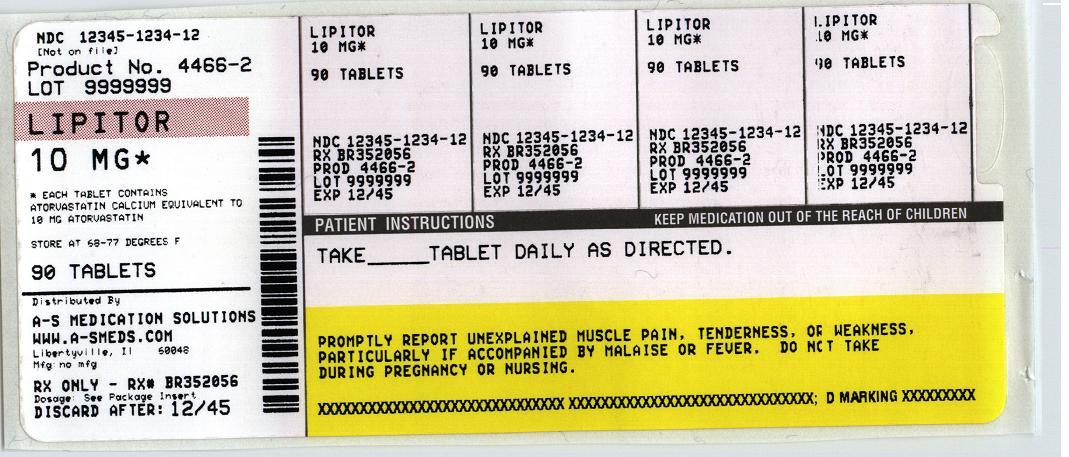 NDC 12345-1234-12
[Not on file]
Product No. 4466-2
LOT 9999999
LIPITOR
10 MG*
* EACH TABLET CONTAINS
ATORVASTATIN CALCIUM EQUIVALENT TO
10 MG ATORVASTATIN
STORE AT 68-77 DEGREES F
90 TABLETS
Distributed By
A-S MEDICATION SOLUTIONS
WWW.A-SMEDS.COM
Libertyville, Il 60048
Mfg: no mfg
RX ONLY - RX# BR352056
Dosage: See Package Insert
DISCARD AFTER: 12/45
LIPITOR
10 MG*
90 TABLETS
NDC 12345-1234-12
RX BR352056
PROD 4466-2
LOT 9999999
EXP 12/45
LIPITOR
10 MG*
90 TABLETS
NDC 12345-1234-12
RX BR352056
PROD 4466-2
LOT 9999999
EXP 12/45
LIPITOR
10 MG*
90 TABLETS
NDC 12345-1234-12
RX BR352056
PROD 4466-2
LOT 9999999
EXP 12/45
LIPITOR
10 MG*
90 TABLETS
NDC 12345-1234-12
RX BR352056
PROD 4466-2
LOT 9999999
EXP 12/45
PATIENT INSTRUCTIONS KEEP MEDICATION OUT OF THE REACH OF CHILDREN
TAKE_____TABLET DAILY AS DIRECTED.
PROMPTLY REPORT UNEXPLAINED MUSCLE PAIN, TENDERNESS, OR WEAKNESS,
PARTICULARLY IF ACCOMPANIED BY MALAISE OR FEVER. DO NOT TAKE
DURING PREGNANCY OR NURSING.
XXXXXXXXXXXXXXXXXXXXXXXXXXXXXX XXXXXXXXXXXXXXXXXXXXXXXXXXXXXX; D MARKING XXXXXXXXX